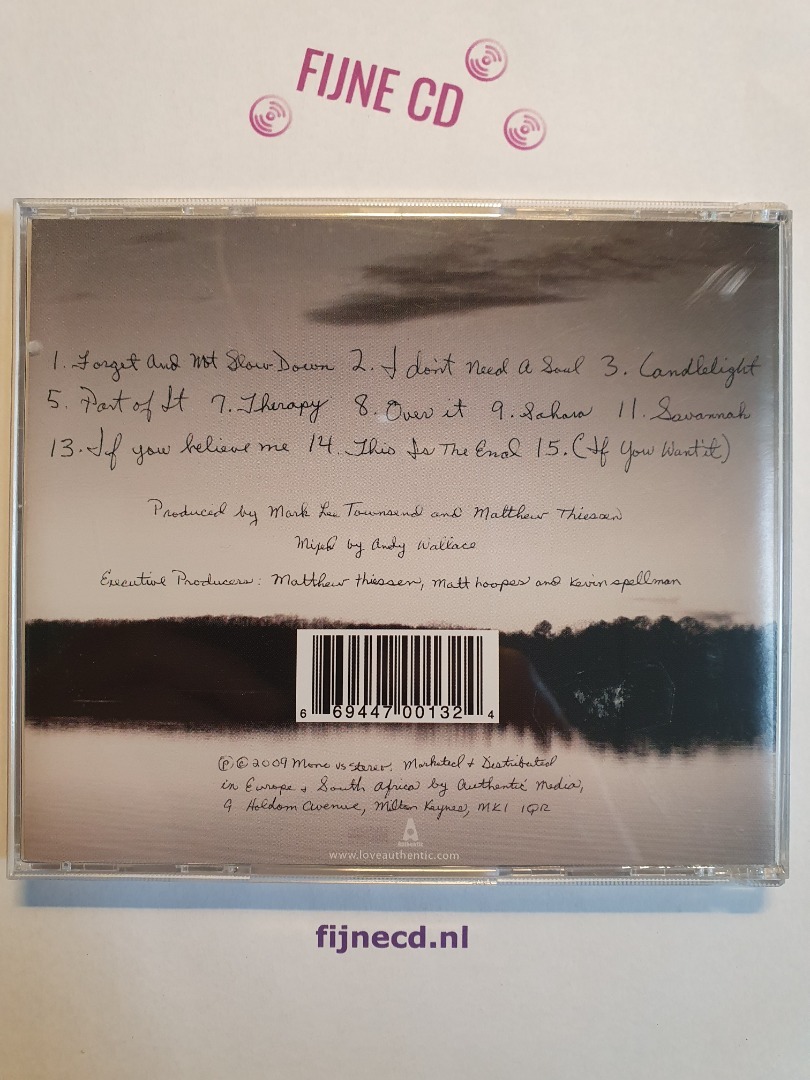 FIJNE CD
1. Forget And Not Slow Down 2. I don't Need A Soul 3. Candlelight
5. Part of It 7. Therapy 8. Over it 9. Sahara 11. Savannah
13. If you believe me 14. This Is The End 15. (If You Want it)
Produced by Mark Lee Townsend and Matthew Thiessen
Mixed by Andy Wallace
Executive Producers: Matthew thiessen, matt hoopes and Kevin spellman
6 69447 00132 4
Ⓟ © 2009 Mono vs stereo. Marketed + Distributed
in Europe + South Africa by Authentic Media,
9 Holdom Avenue, Milton Keynes, MK1 1QR
Authentic
www.loveauthentic.com
fijnecd.nl